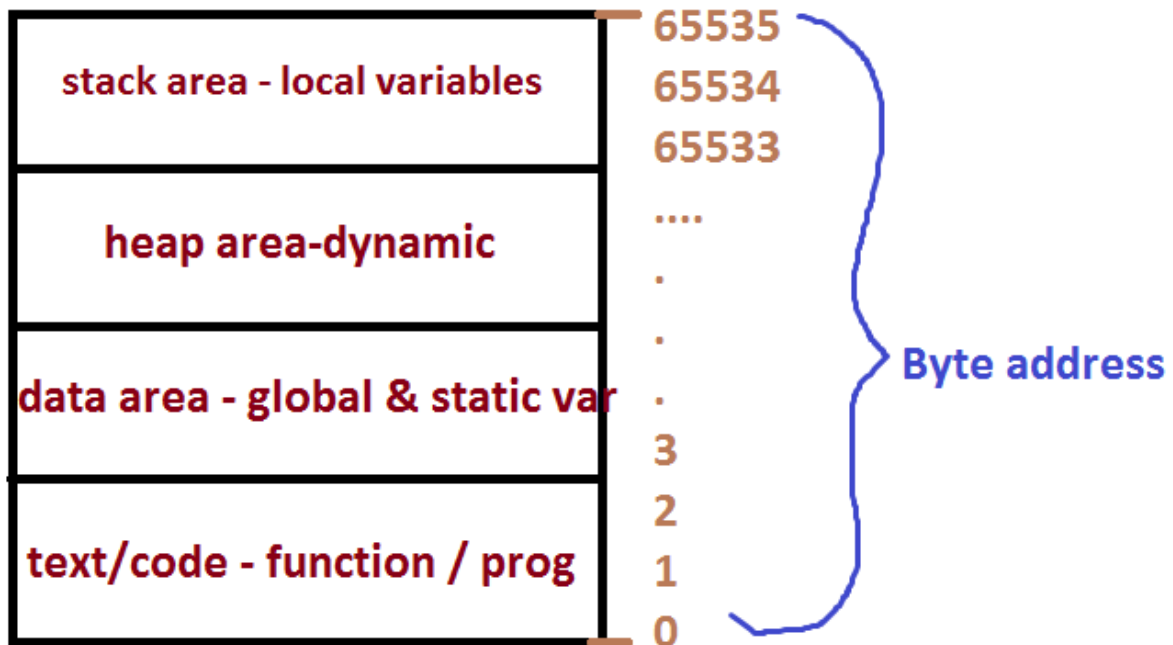 stack area - local variables
heap area-dynamic
data area - global & static var
text/code - function / prog
65535
65534
65533
....
.
.
.
3
2
1
0
Byte address